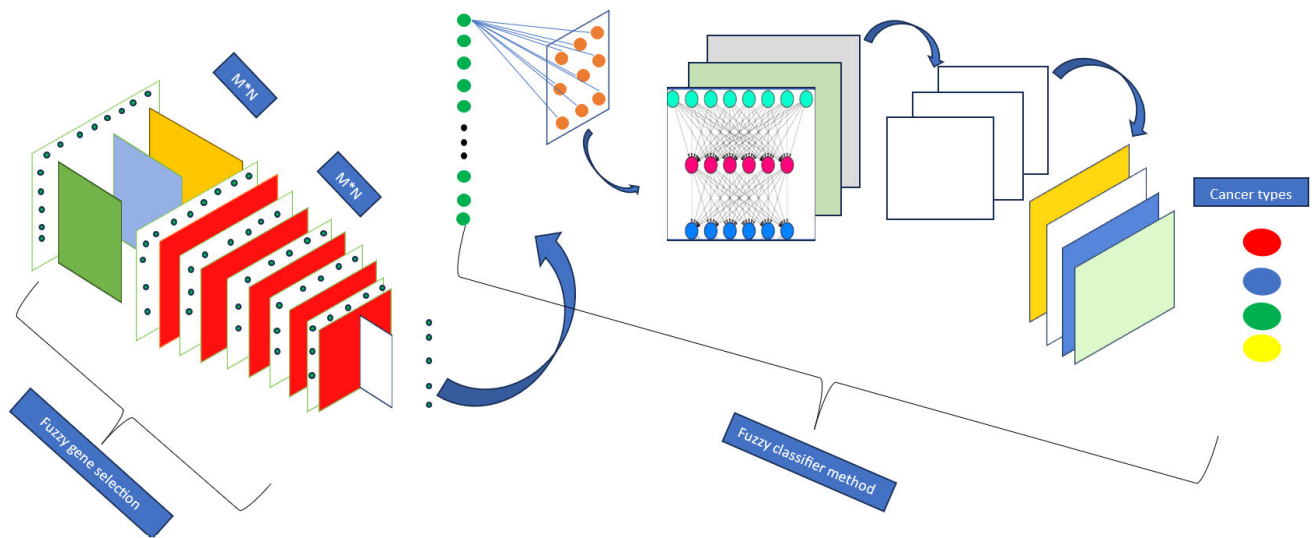 M*N
M*N
Cancer types
Fuzzy gene selection
Fuzzy classifier method